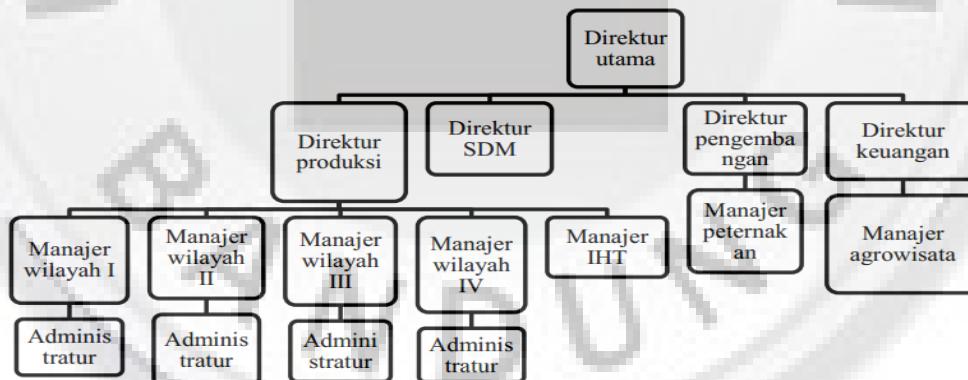 Direktur
utama
Direktur
produksi
Direktur
SDM
Direktur
pengemba
ngan
Direktur
keuangan
Manajer
wilayah I
Manajer
wilayah
II
Manajer
wilayah
III
Manajer
wilayah
IV
Manajer
IHT
Manajer
peternak
an
Manajer
agrowisata
Adminis
tratur
Adminis
tratur
Admini
stratur
Adminis
tratur